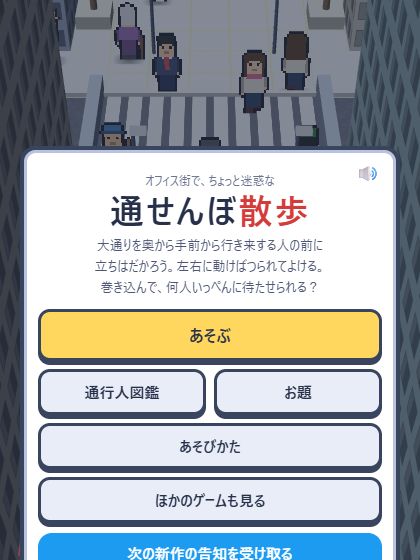 オフィス街で、ちょっと迷惑な
通せんぼ散歩
大通りを奥から手前から行き来する人の前に
立ちはだかろう。左右に動けばつられてよける。
巻き込んで、何人いっぺんに待たせられる？
あそぶ
通行人図鑑
お題
あそびかた
ほかのゲームも見る
次の新作の告知を受け取る